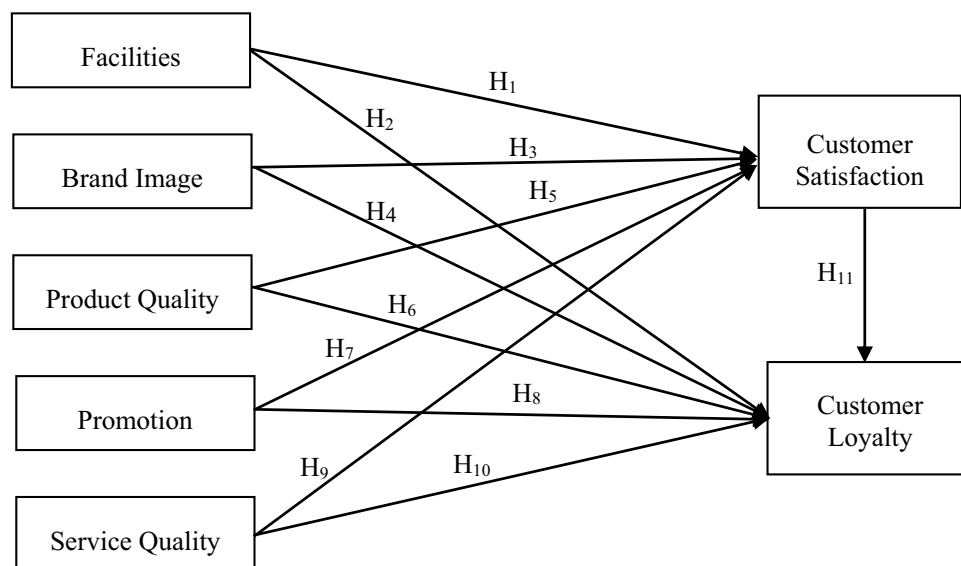 Facilities
H₁
H₂
Brand Image
H₃
Customer
Satisfaction
H₄
H₅
Product Quality
H₁₁
H₆
H₇
Promotion
H₈
Customer
Loyalty
H₉
H₁₀
Service Quality